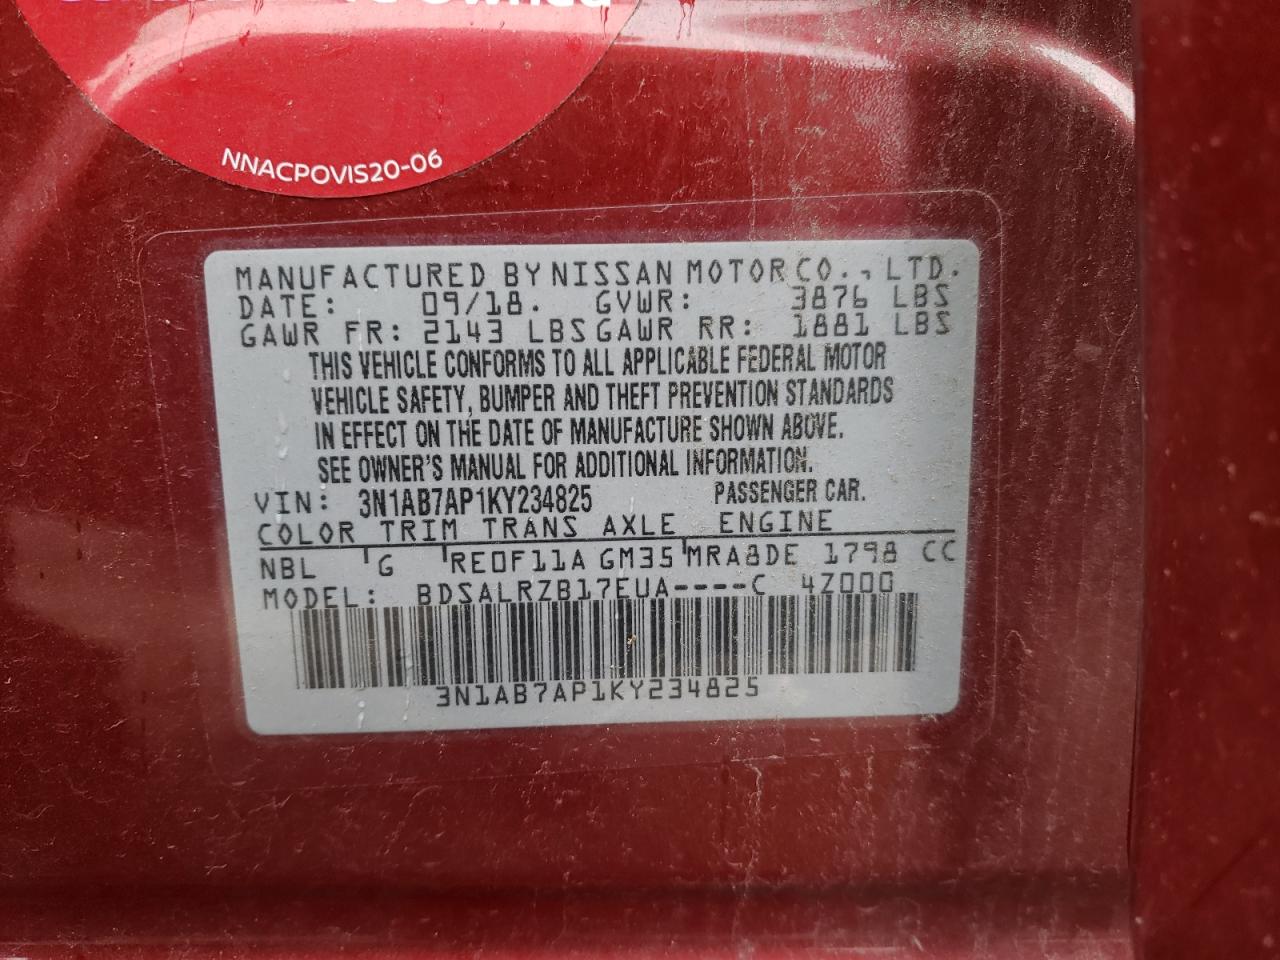 Owned
NNACPOVIS20-06
MANUFACTURED BY NISSAN MOTOR CO., LTD.
DATE: 09/18. GVWR: 3876 LBS
GAWR FR: 2143 LBS GAWR RR: 1881 LBS
THIS VEHICLE CONFORMS TO ALL APPLICABLE FEDERAL MOTOR
VEHICLE SAFETY, BUMPER AND THEFT PREVENTION STANDARDS
IN EFFECT ON THE DATE OF MANUFACTURE SHOWN ABOVE.
SEE OWNER'S MANUAL FOR ADDITIONAL INFORMATION.
VIN: 3N1AB7AP1KY234825 PASSENGER CAR.
COLOR TRIM TRANS AXLE ENGINE
NBL G RE0F11A GM35 MRA8DE 1798 CC
MODEL: BDSALRZB17EUA----C 4Z000
3N1AB7AP1KY234825